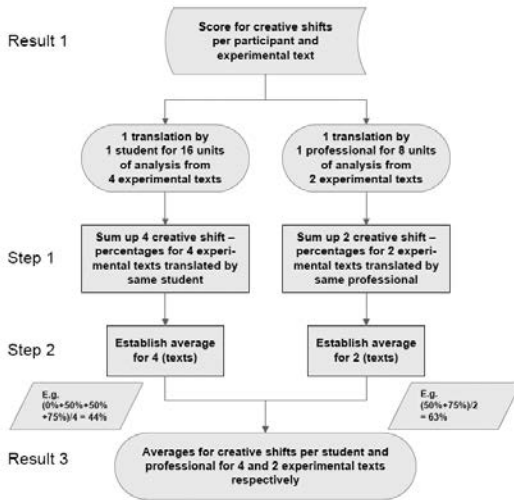 Result 1
Score for creative shifts
per participant and
experimental text
1 translation by
1 student for 16 units
of analysis from
4 experimental texts
1 translation by
1 professional for 8 units
of analysis from
2 experimental texts
Step 1
Sum up 4 creative shift –
percentages for 4 experi-
mental texts translated by
same student
Sum up 2 creative shift –
percentages for 2 experi-
mental texts translated by
same professional
Step 2
Establish average
for 4 (texts)
Establish average
for 2 (texts)
E.g.
(0%+50%+50%
+75%)/4 = 44%
E.g.
(50%+75%)/2
= 63%
Result 3
Averages for creative shifts per student and
professional for 4 and 2 experimental texts
respectively